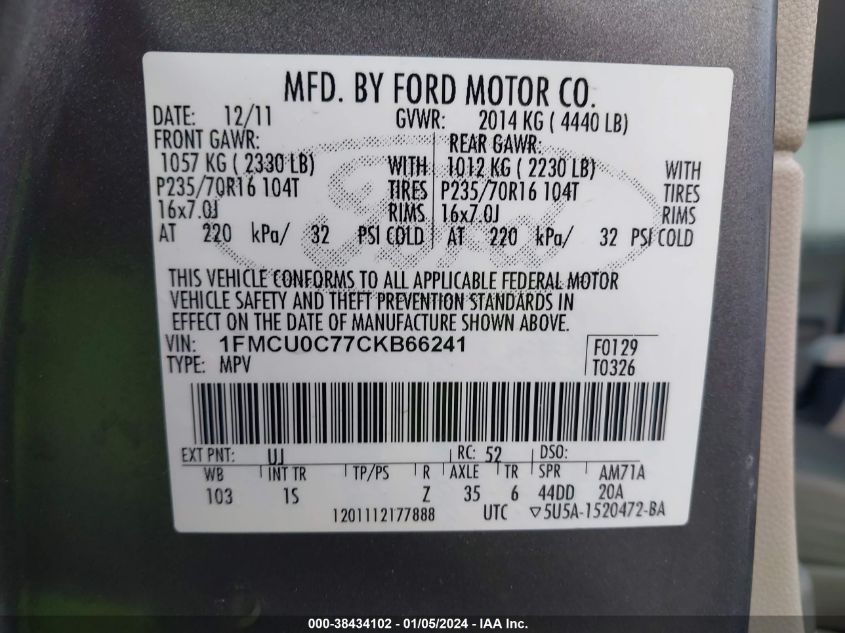 MFD. BY FORD MOTOR CO.
DATE: 12/11 GVWR: 2014 KG ( 4440 LB)
FRONT GAWR: REAR GAWR:
1057 KG ( 2330 LB) WITH 1012 KG ( 2230 LB) WITH
P235/70R16 104T TIRES P235/70R16 104T TIRES
16x7.0J RIMS 16x7.0J RIMS
AT 220 kPa/ 32 PSI COLD AT 220 kPa/ 32 PSI COLD
Ford
THIS VEHICLE CONFORMS TO ALL APPLICABLE FEDERAL MOTOR
VEHICLE SAFETY AND THEFT PREVENTION STANDARDS IN
EFFECT ON THE DATE OF MANUFACTURE SHOWN ABOVE.
VIN: 1FMCU0C77CKB66241 F0129
TYPE: MPV T0326
EXT PNT: UJ RC: 52 DSO:
WB INT TR TP/PS R AXLE TR SPR AM71A
103 1S Z 35 6 44DD 20A
1201112177888 UTC ▽5U5A-1520472-BA
000-38434102 - 01/05/2024 - IAA Inc.